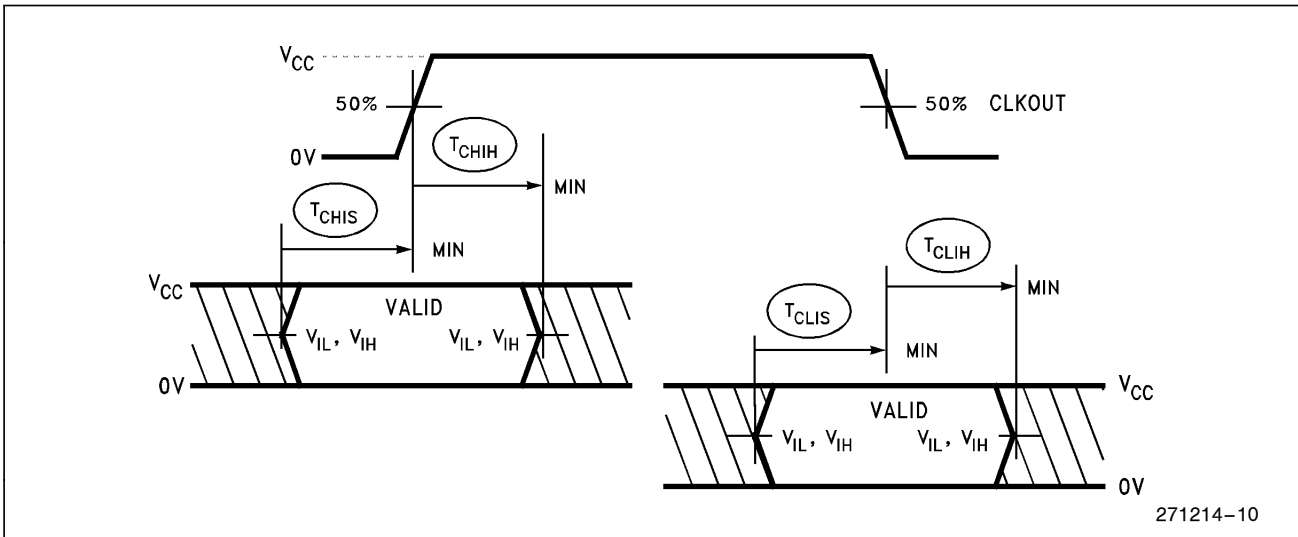 VCC
50%
50% CLKOUT
TCHIH
0V
MIN
TCHIS
MIN
TCLIH
VCC
VALID
MIN
TCLIS
VIL, VIH VIL, VIH
MIN
0V
VCC
VALID
VIL, VIH VIL, VIH
0V
271214-10